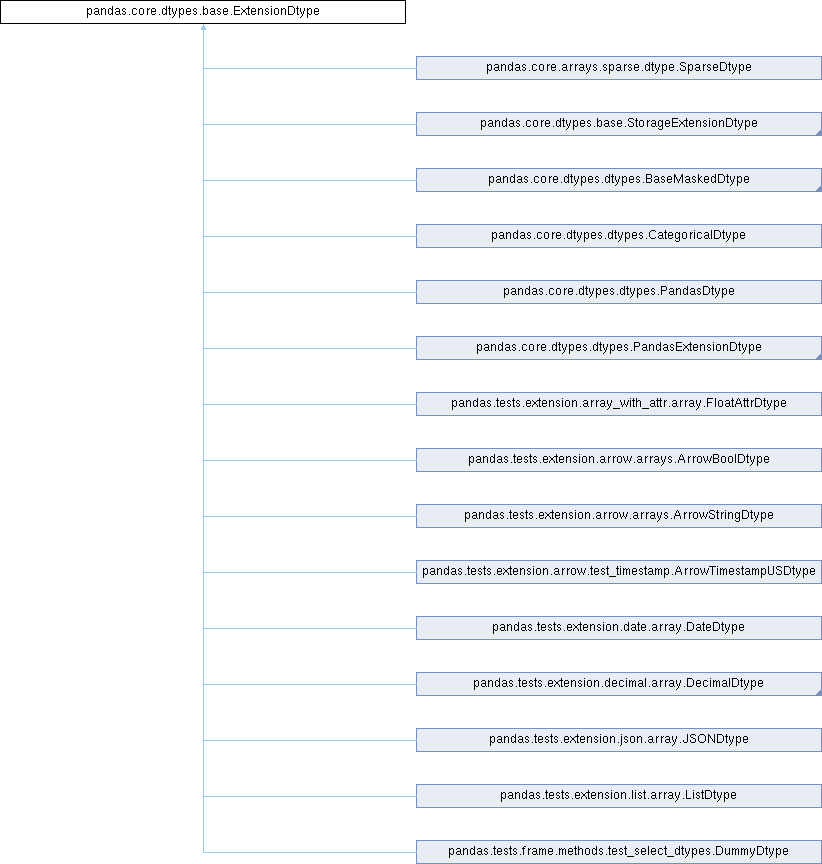 pandas.core.dtypes.base.ExtensionDtype
pandas.core.arrays.sparse.dtype.SparseDtype
pandas.core.dtypes.base.StorageExtensionDtype
pandas.core.dtypes.dtypes.BaseMaskedDtype
pandas.core.dtypes.dtypes.CategoricalDtype
pandas.core.dtypes.dtypes.PandasDtype
pandas.core.dtypes.dtypes.PandasExtensionDtype
pandas.tests.extension.array_with_attr.array.FloatAttrDtype
pandas.tests.extension.arrow.arrays.ArrowBoolDtype
pandas.tests.extension.arrow.arrays.ArrowStringDtype
pandas.tests.extension.arrow.test_timestamp.ArrowTimestampUSDtype
pandas.tests.extension.date.array.DateDtype
pandas.tests.extension.decimal.array.DecimalDtype
pandas.tests.extension.json.array.JSONDtype
pandas.tests.extension.list.array.ListDtype
pandas.tests.frame.methods.test_select_dtypes.DummyDtype